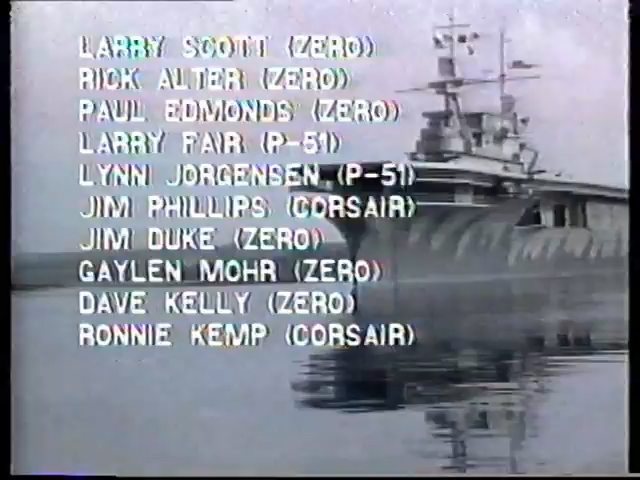 LARRY SCOTT (ZERO)
RICK ALTER (ZERO)
PAUL EDMONDS (ZERO)
LARRY FAIR (P-51)
LYNN JORGENSEN (P-51)
JIM PHILLIPS (CORSAIR)
JIM DUKE (ZERO)
GAYLEN MOHR (ZERO)
DAVE KELLY (ZERO)
RONNIE KEMP (CORSAIR)